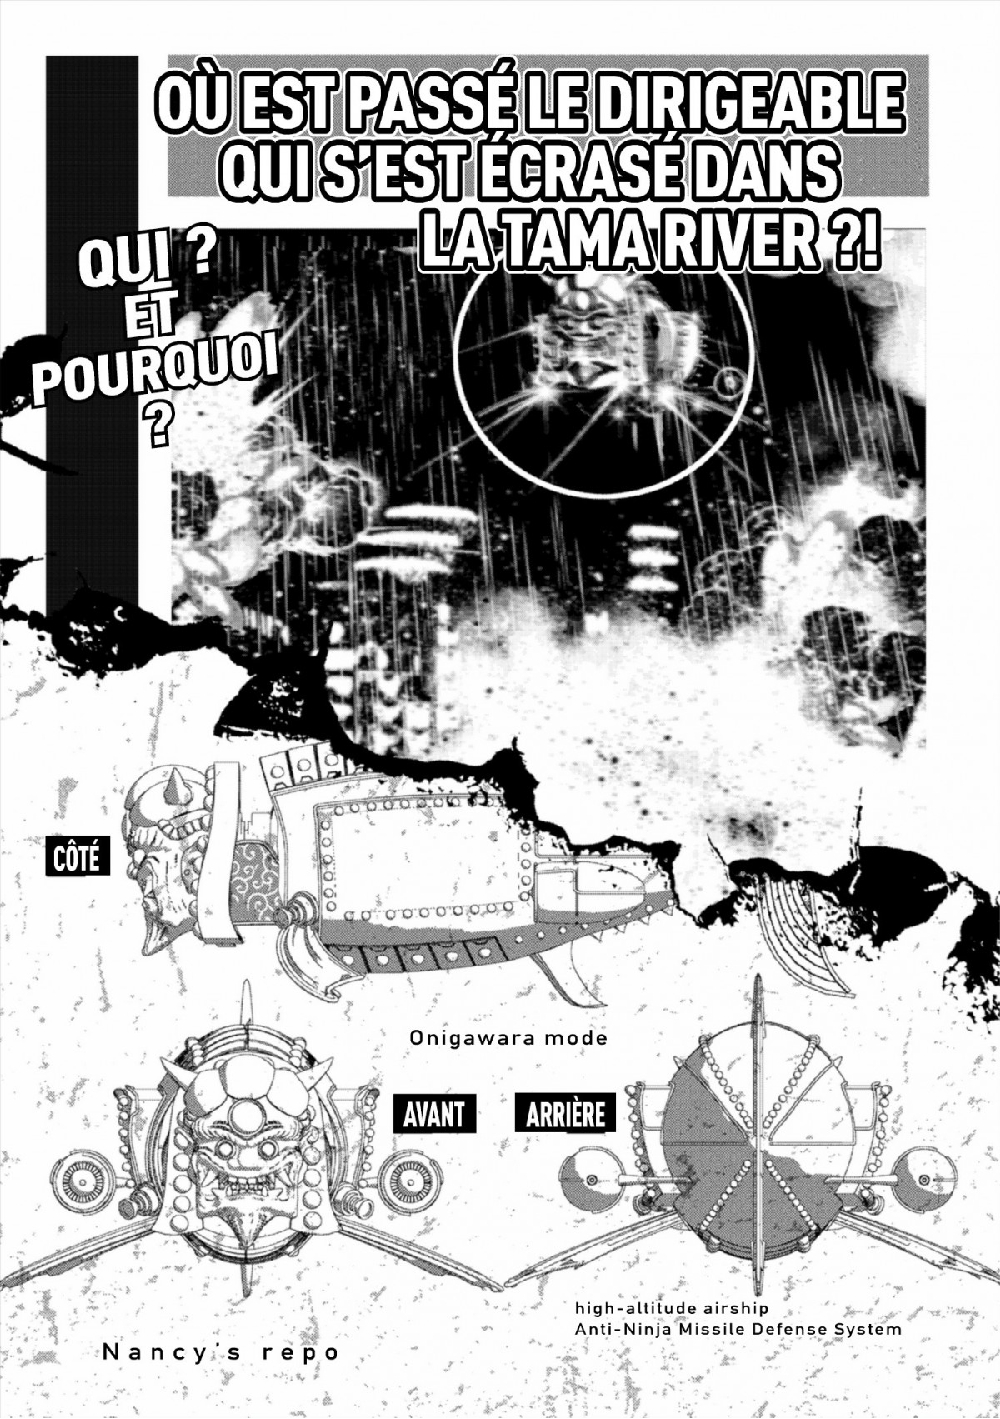 OÙ EST PASSÉ LE DIRIGEABLE
QUI S'EST ÉCRASÉ DANS
LA TAMA RIVER ?!
QUI ?
ET
POURQUOI
?
CÔTÉ
Onigawara mode
AVANT
ARRIÈRE
high-altitude airship
Anti-Ninja Missile Defense System
Nancy's repo